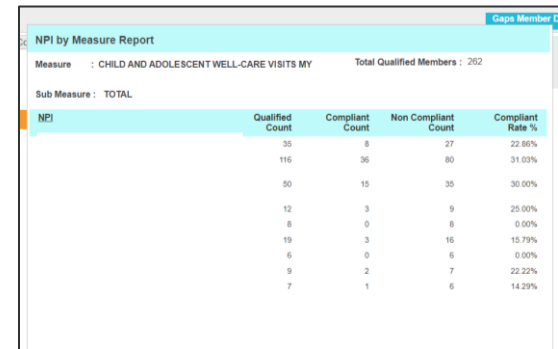 Gaps Member D
NPI by Measure Report
Measure : CHILD AND ADOLESCENT WELL-CARE VISITS MY Total Qualified Members : 262
Sub Measure : TOTAL
NPI Qualified Count Compliant Count Non Compliant Count Compliant Rate %
35 8 27 22.86%
116 36 80 31.03%
50 15 35 30.00%
12 3 9 25.00%
8 0 8 0.00%
19 3 16 15.79%
6 0 6 0.00%
9 2 7 22.22%
7 1 6 14.29%